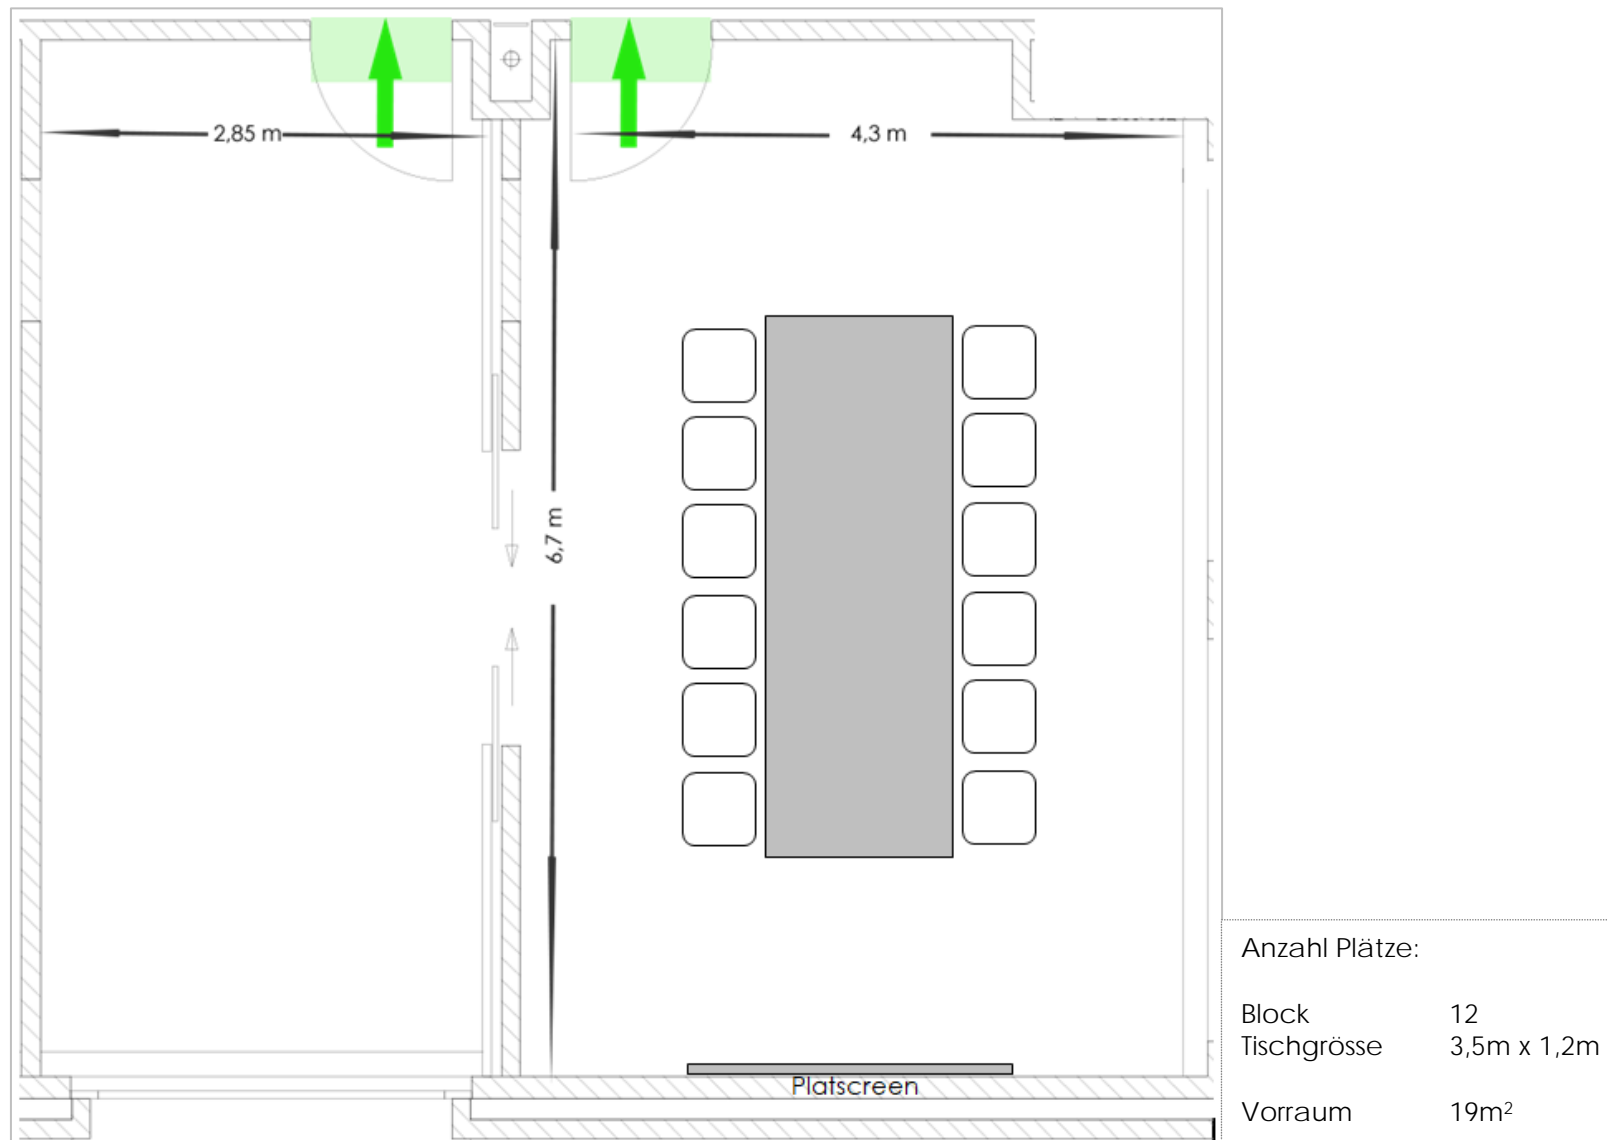 2,85 m
4,3 m
6,7 m
Platscreen
Anzahl Plätze:
Block 12
Tischgrösse 3,5m x 1,2m
Vorraum 19m²